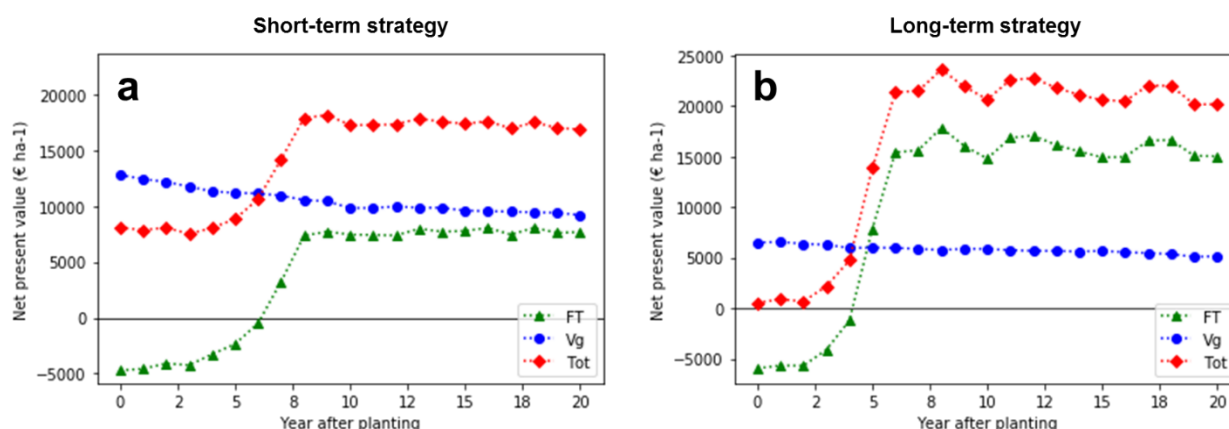 Short-term strategy
a
Net present value (€ ha-1)
20000
15000
10000
5000
0
−5000
0 2 5 8 10 12 15 18 20
Year after planting
FT
Vg
Tot
Long-term strategy
b
Net present value (€ ha-1)
25000
20000
15000
10000
5000
0
−5000
0 2 5 8 10 12 15 18 20
Year after planting
FT
Vg
Tot